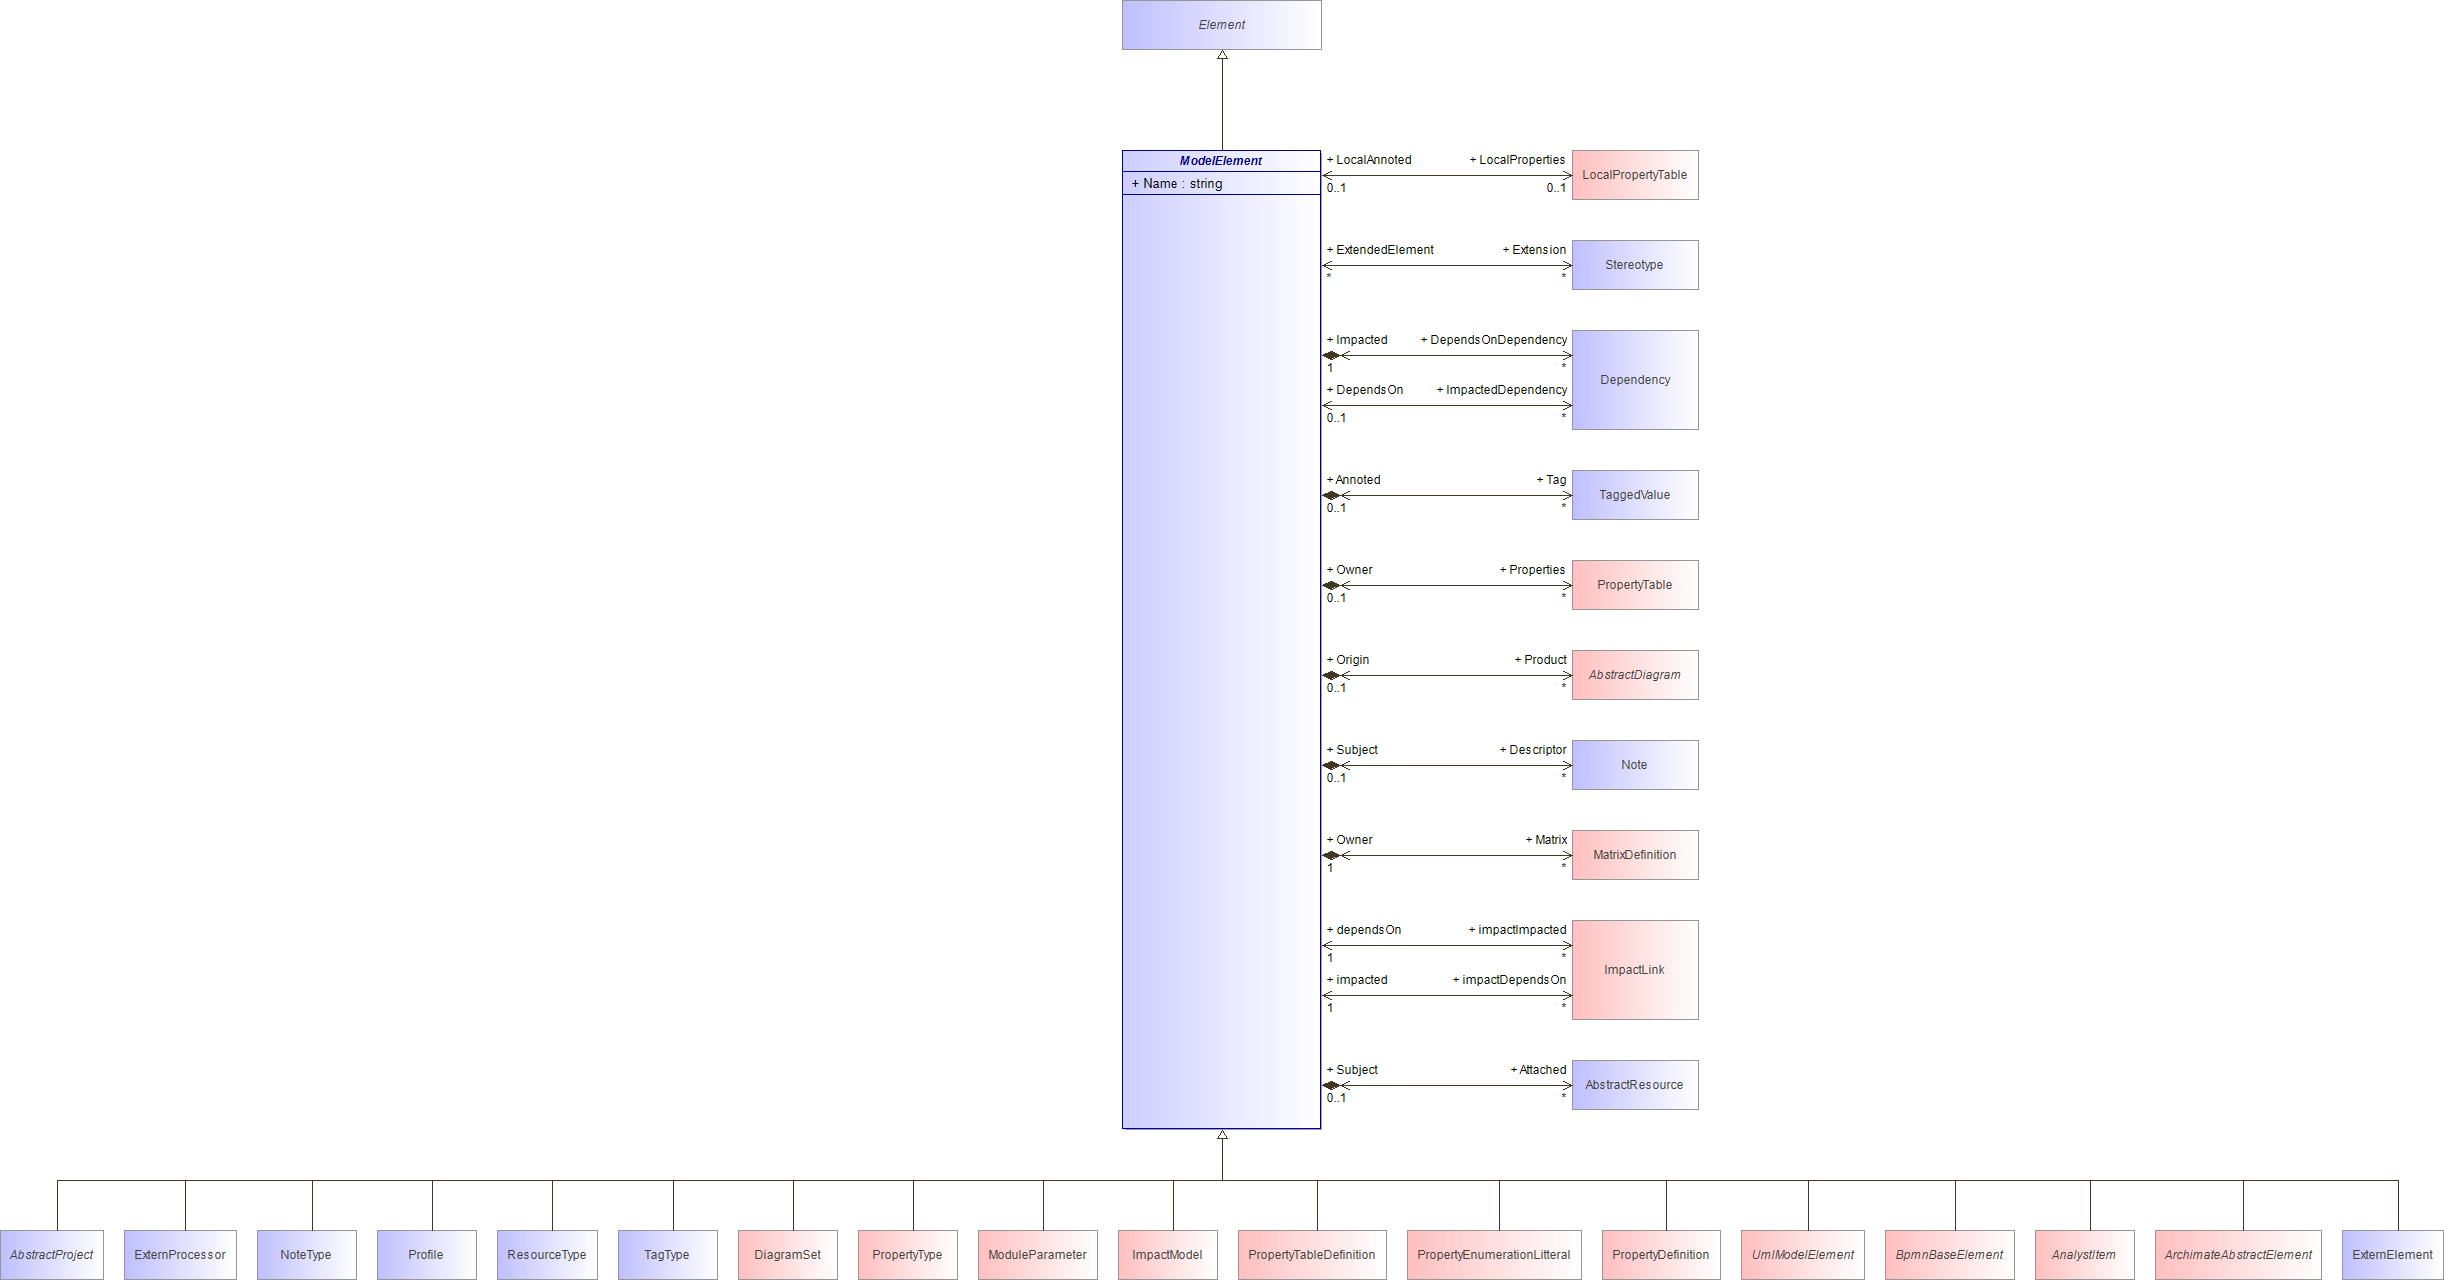 Element
ModelElement
+ Name : string
+ LocalAnnoted + LocalProperties
0..1 0..1
LocalPropertyTable
+ ExtendedElement + Extension
* *
Stereotype
+ Impacted + DependsOnDependency
1 *
+ DependsOn + ImpactedDependency
0..1 *
Dependency
+ Annoted + Tag
0..1 *
TaggedValue
+ Owner + Properties
0..1 *
PropertyTable
+ Origin + Product
0..1 *
AbstractDiagram
+ Subject + Descriptor
0..1 *
Note
+ Owner + Matrix
1 *
MatrixDefinition
+ dependsOn + impactImpacted
1 *
+ impacted + impactDependsOn
1 *
ImpactLink
+ Subject + Attached
0..1 *
AbstractResource
AbstractProject
ExternProcessor
NoteType
Profile
ResourceType
TagType
DiagramSet
PropertyType
ModuleParameter
ImpactModel
PropertyTableDefinition
PropertyEnumerationLitteral
PropertyDefinition
UmlModelElement
BpmnBaseElement
AnalystItem
ArchimateAbstractElement
ExternElement